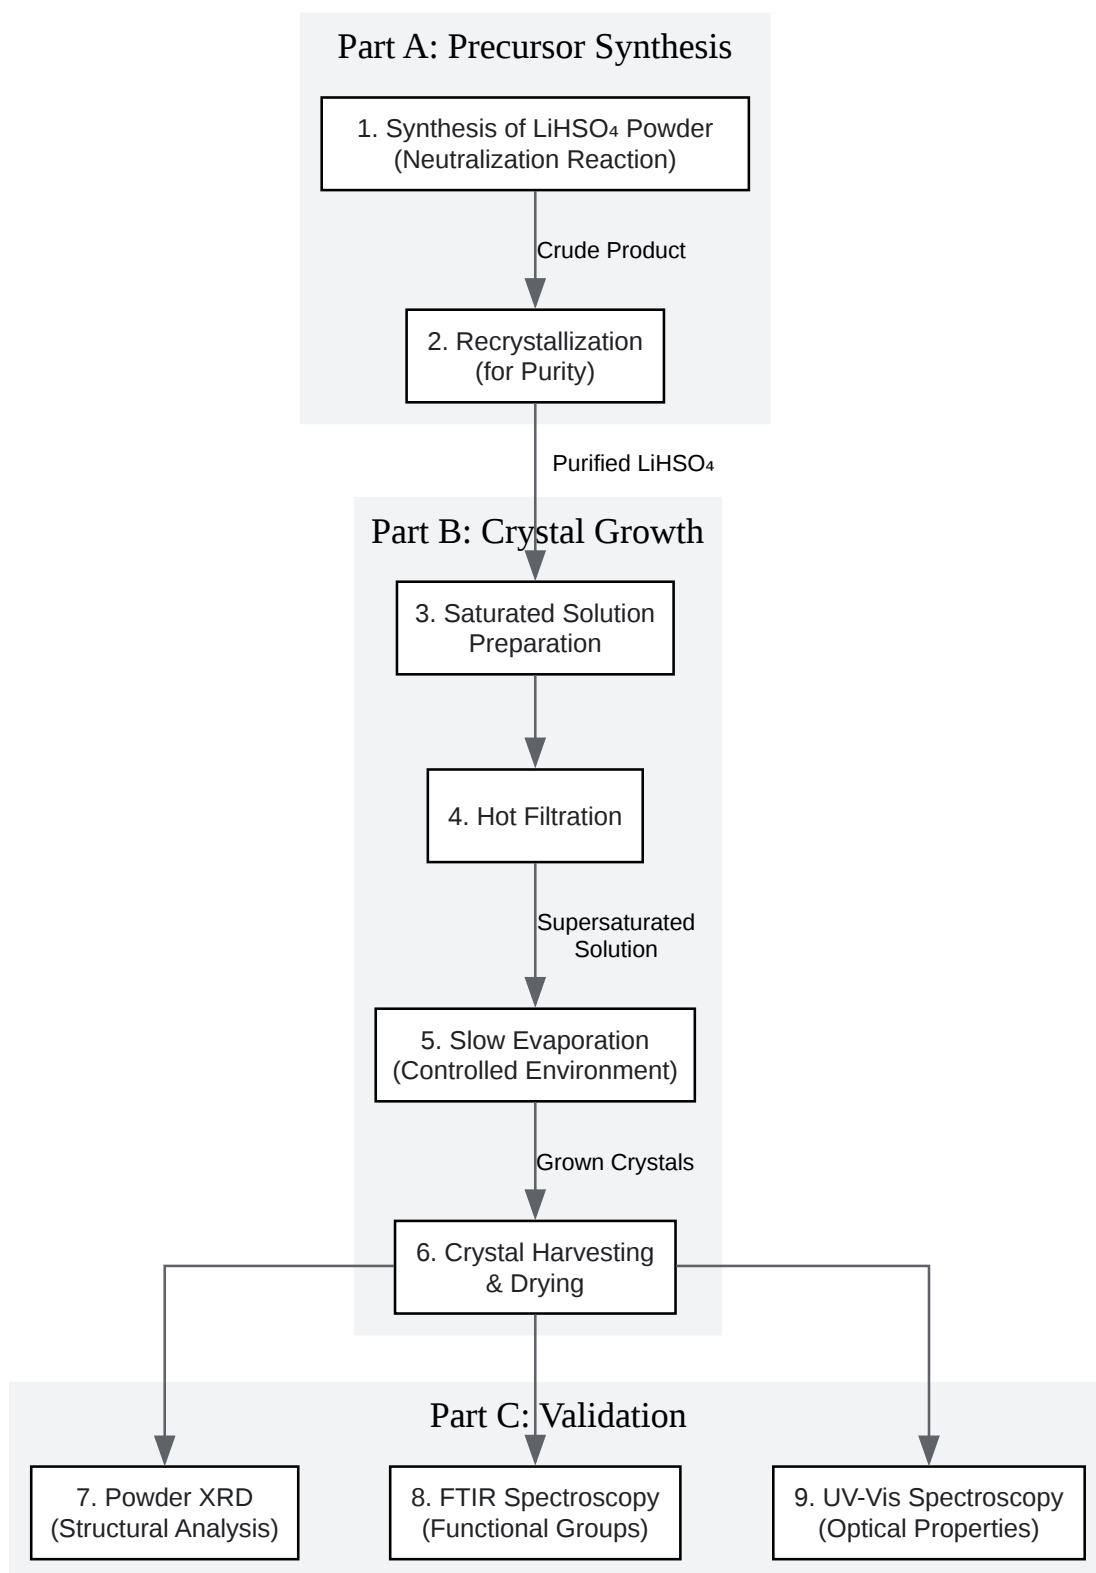 Part A: Precursor Synthesis
1. Synthesis of LiHSO₄ Powder
(Neutralization Reaction)
Crude Product
2. Recrystallization
(for Purity)
Purified LiHSO₄
Part B: Crystal Growth
3. Saturated Solution
Preparation
4. Hot Filtration
Supersaturated
Solution
5. Slow Evaporation
(Controlled Environment)
Grown Crystals
6. Crystal Harvesting
& Drying
Part C: Validation
7. Powder XRD
(Structural Analysis)
8. FTIR Spectroscopy
(Functional Groups)
9. UV-Vis Spectroscopy
(Optical Properties)